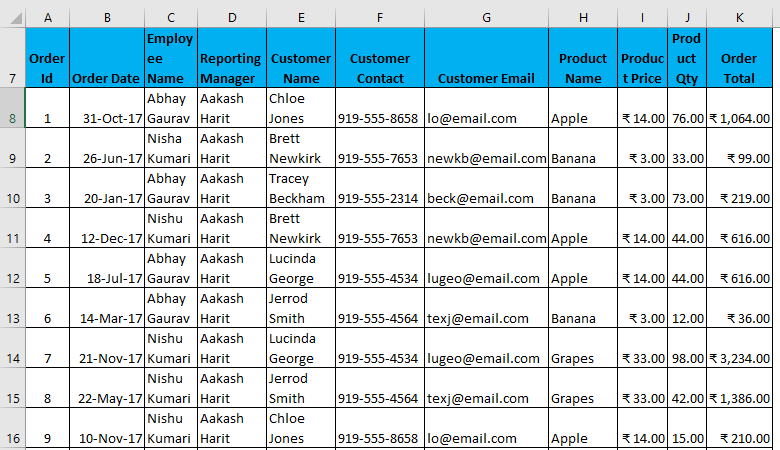 A B C D E F G H I J K
7 Order Id Order Date Employee Name Reporting Manager Customer Name Customer Contact Customer Email Product Name Product Price Product Qty Order Total
8 1 31-Oct-17 Abhay Gaurav Aakash Harit Chloe Jones 919-555-8658 lo@email.com Apple ₹ 14.00 76.00 ₹ 1,064.00
9 2 26-Jun-17 Nisha Kumari Aakash Harit Brett Newkirk 919-555-7653 newkb@email.com Banana ₹ 3.00 33.00 ₹ 99.00
10 3 20-Jan-17 Abhay Gaurav Aakash Harit Tracey Beckham 919-555-2314 beck@email.com Banana ₹ 3.00 73.00 ₹ 219.00
11 4 12-Dec-17 Nishu Kumari Aakash Harit Brett Newkirk 919-555-7653 newkb@email.com Apple ₹ 14.00 44.00 ₹ 616.00
12 5 18-Jul-17 Abhay Gaurav Aakash Harit Lucinda George 919-555-4534 lugeo@email.com Apple ₹ 14.00 44.00 ₹ 616.00
13 6 14-Mar-17 Abhay Gaurav Aakash Harit Jerrod Smith 919-555-4564 texj@email.com Banana ₹ 3.00 12.00 ₹ 36.00
14 7 21-Nov-17 Nishu Kumari Aakash Harit Lucinda George 919-555-4534 lugeo@email.com Grapes ₹ 33.00 98.00 ₹ 3,234.00
15 8 22-May-17 Nishu Kumari Aakash Harit Jerrod Smith 919-555-4564 texj@email.com Grapes ₹ 33.00 42.00 ₹ 1,386.00
16 9 10-Nov-17 Nishu Kumari Aakash Harit Chloe Jones 919-555-8658 lo@email.com Apple ₹ 14.00 15.00 ₹ 210.00